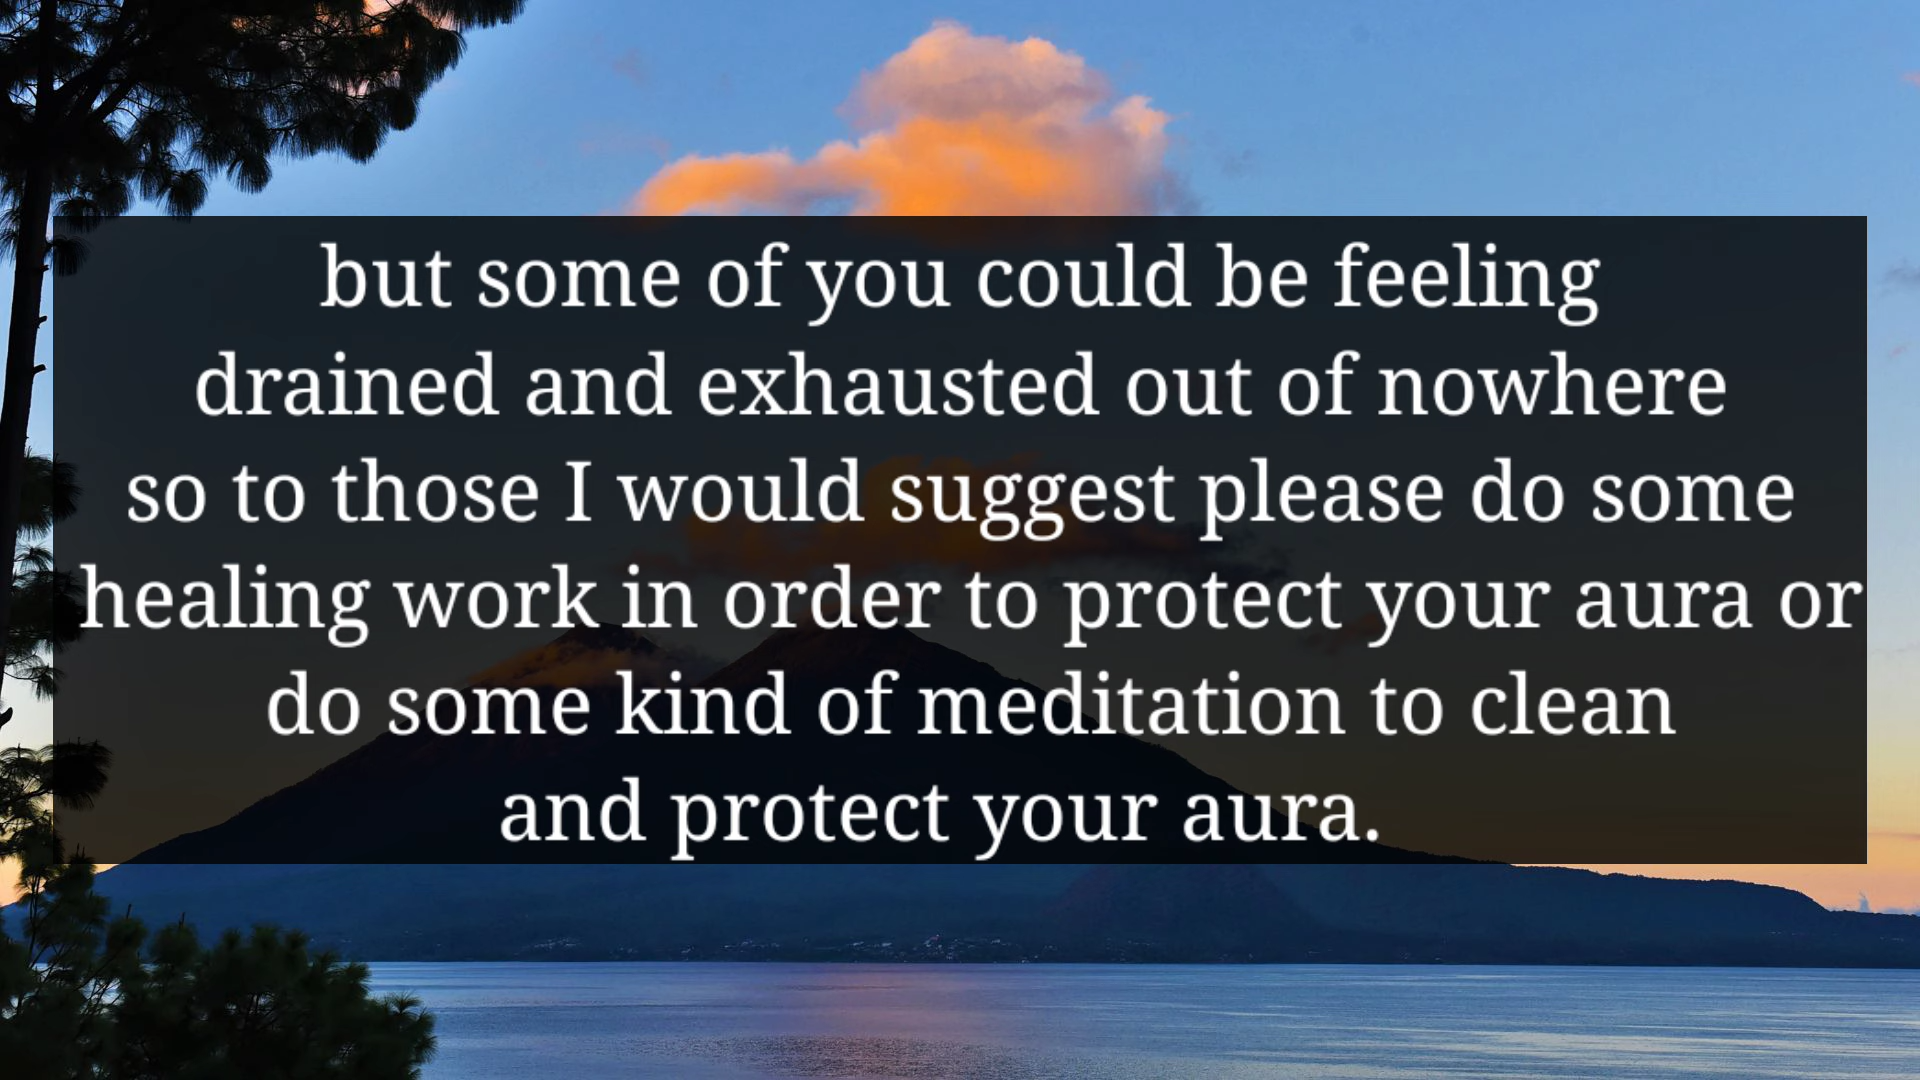 but some of you could be feeling
drained and exhausted out of nowhere
so to those I would suggest please do some
healing work in order to protect your aura or
do some kind of meditation to clean
and protect your aura.